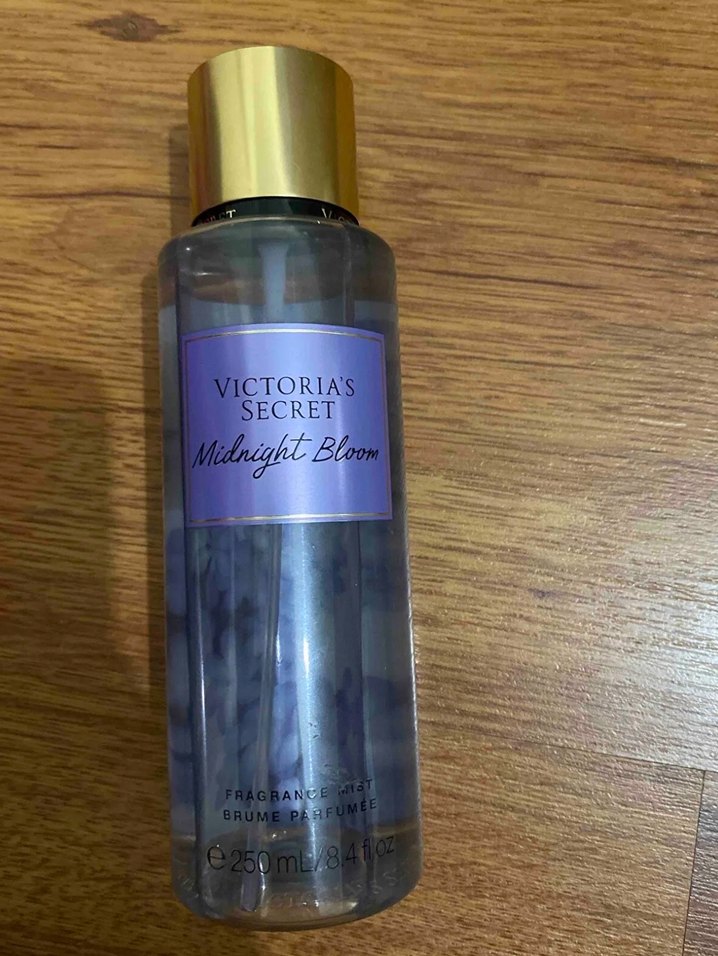 VICTORIA'S
SECRET
Midnight Bloom
FRAGRANCE MIST
BRUME PARFUMÉE
℮ 250 mL/8.4 fl oz